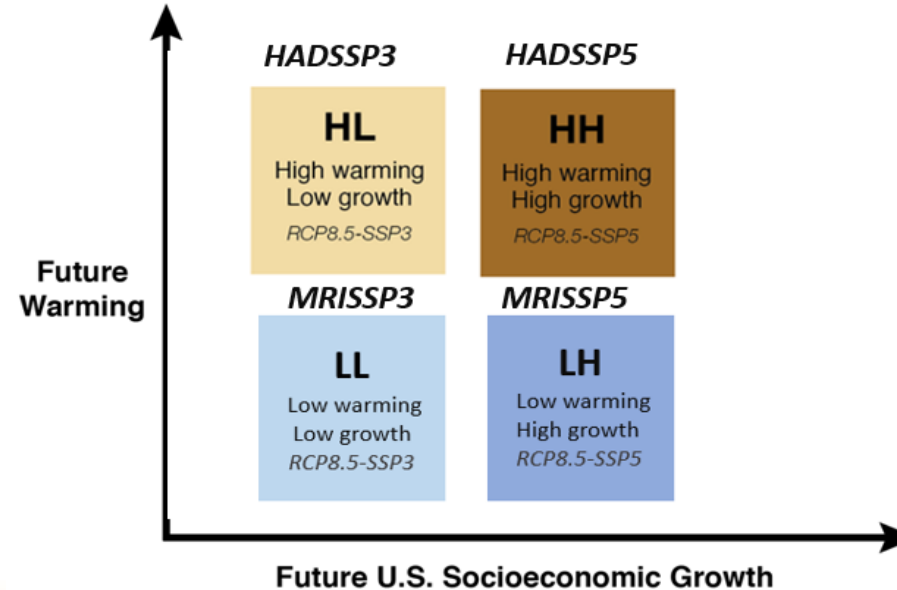 HADSSP3
HADSSP5
HL
High warming
Low growth
RCP8.5-SSP3
HH
High warming
High growth
RCP8.5-SSP5
Future
Warming
MRISSP3
MRISSP5
LL
Low warming
Low growth
RCP8.5-SSP3
LH
Low warming
High growth
RCP8.5-SSP5
Future U.S. Socioeconomic Growth